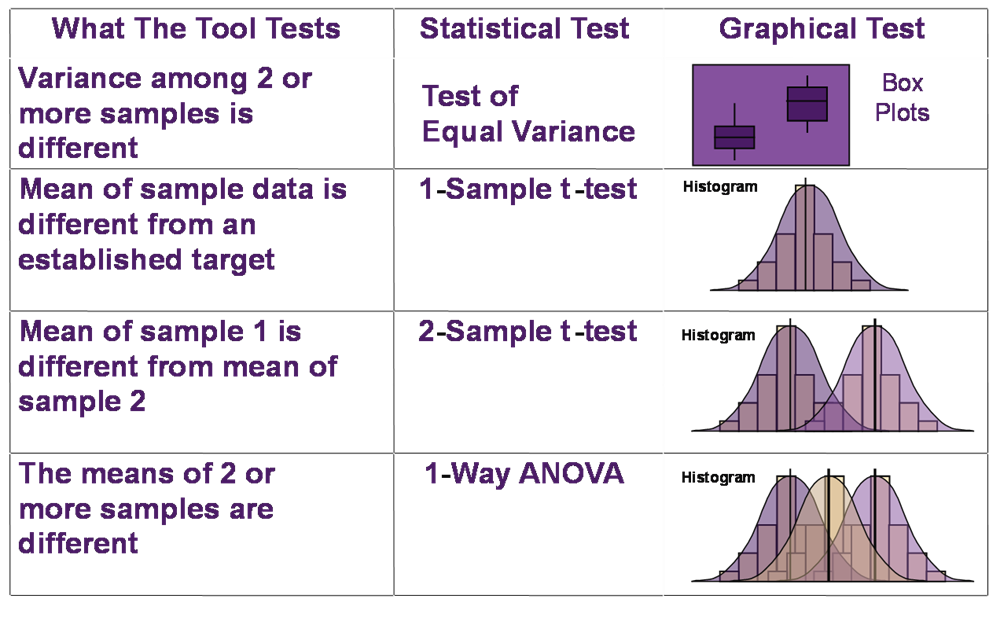 What The Tool Tests
Statistical Test
Graphical Test
Variance among 2 or
more samples is
different
Test of
Equal Variance
Box
Plots
Mean of sample data is
different from an
established target
1-Sample t-test
Histogram
Mean of sample 1 is
different from mean of
sample 2
2-Sample t-test
Histogram
The means of 2 or
more samples are
different
1-Way ANOVA
Histogram